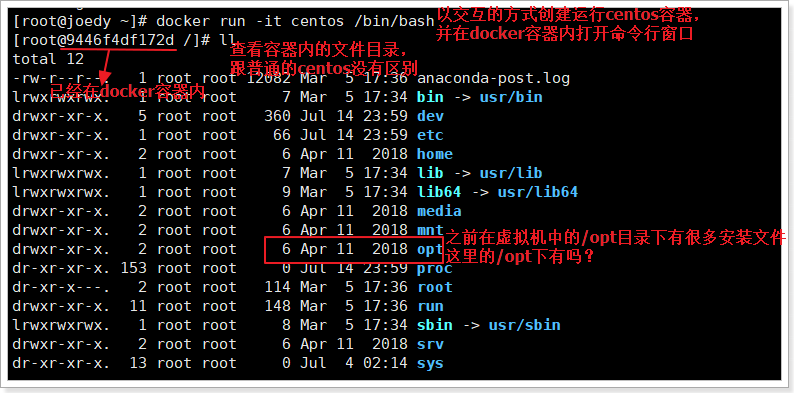 [root@joedy ~]# docker run -it centos /bin/bash
以交互的方式创建运行centos容器，
并在docker容器内打开命令行窗口
[root@9446f4df172d /]# ll
查看容器内的文件目录，
跟普通的centos没有区别
total 12
-rw-r--r--. 1 root root 12082 Mar 5 17:36 anaconda-post.log
已经在docker容器内
lrwxrwxrwx. 1 root root 7 Mar 5 17:34 bin -> usr/bin
drwxr-xr-x. 5 root root 360 Jul 14 23:59 dev
drwxr-xr-x. 1 root root 66 Jul 14 23:59 etc
drwxr-xr-x. 2 root root 6 Apr 11 2018 home
lrwxrwxrwx. 1 root root 7 Mar 5 17:34 lib -> usr/lib
lrwxrwxrwx. 1 root root 9 Mar 5 17:34 lib64 -> usr/lib64
drwxr-xr-x. 2 root root 6 Apr 11 2018 media
drwxr-xr-x. 2 root root 6 Apr 11 2018 mnt
drwxr-xr-x. 2 root root 6 Apr 11 2018 opt
之前在虚拟机中的/opt目录下有很多安装文件
这里的/opt下有吗？
dr-xr-xr-x. 153 root root 0 Jul 14 23:59 proc
dr-xr-x---. 2 root root 114 Mar 5 17:36 root
drwxr-xr-x. 11 root root 148 Mar 5 17:36 run
lrwxrwxrwx. 1 root root 8 Mar 5 17:34 sbin -> usr/sbin
drwxr-xr-x. 2 root root 6 Apr 11 2018 srv
dr-xr-xr-x. 13 root root 0 Jul 4 02:14 sys